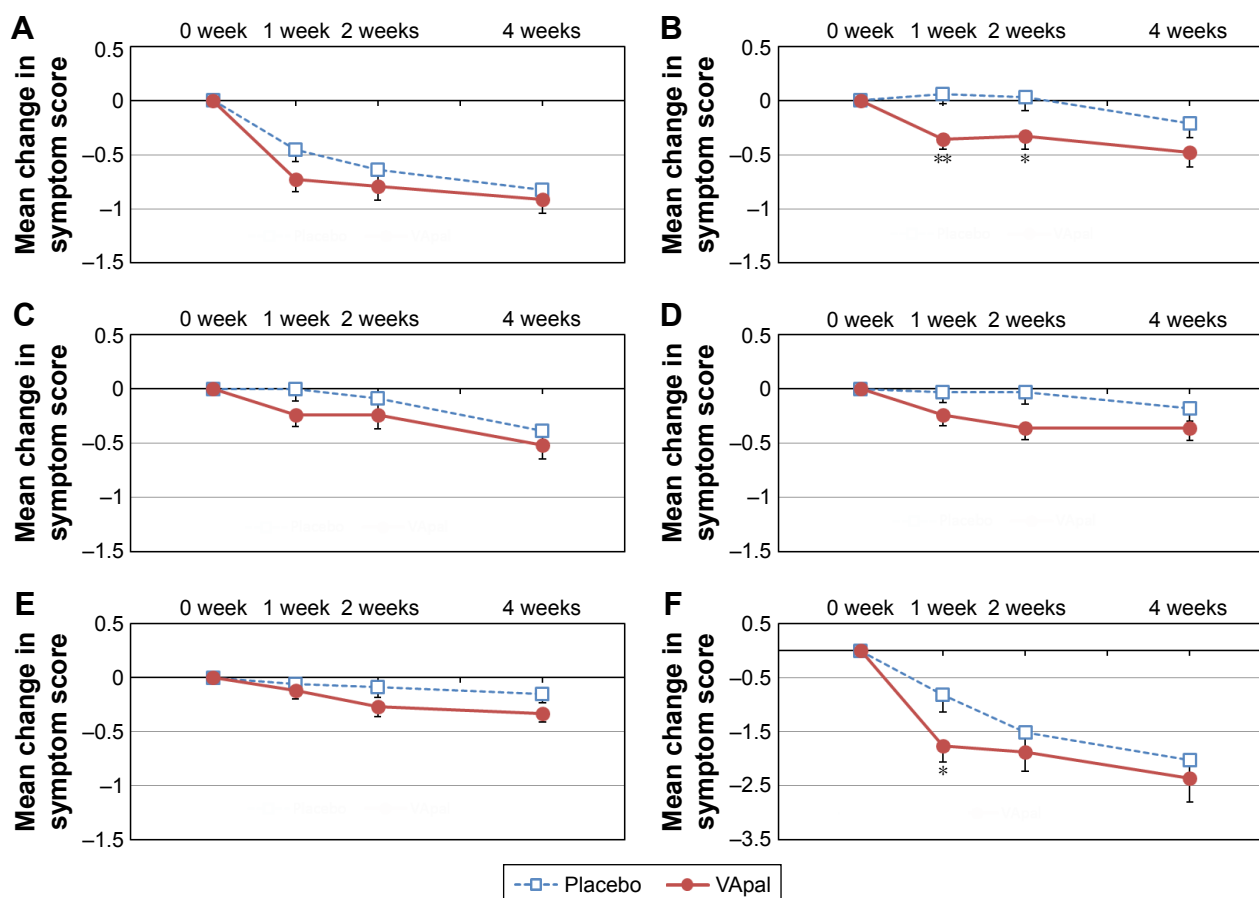 A
0 week 1 week 2 weeks 4 weeks
0.5
0
–0.5
–1
–1.5
Mean change in
symptom score
B
0 week 1 week 2 weeks 4 weeks
0.5
0
–0.5
–1
–1.5
Mean change in
symptom score
** *
C
0 week 1 week 2 weeks 4 weeks
0.5
0
–0.5
–1
–1.5
Mean change in
symptom score
D
0 week 1 week 2 weeks 4 weeks
0.5
0
–0.5
–1
–1.5
Mean change in
symptom score
E
0 week 1 week 2 weeks 4 weeks
0.5
0
–0.5
–1
–1.5
Mean change in
symptom score
F
0 week 1 week 2 weeks 4 weeks
0.5
–0.5
–1.5
–2.5
–3.5
Mean change in
symptom score
*
Placebo VApal